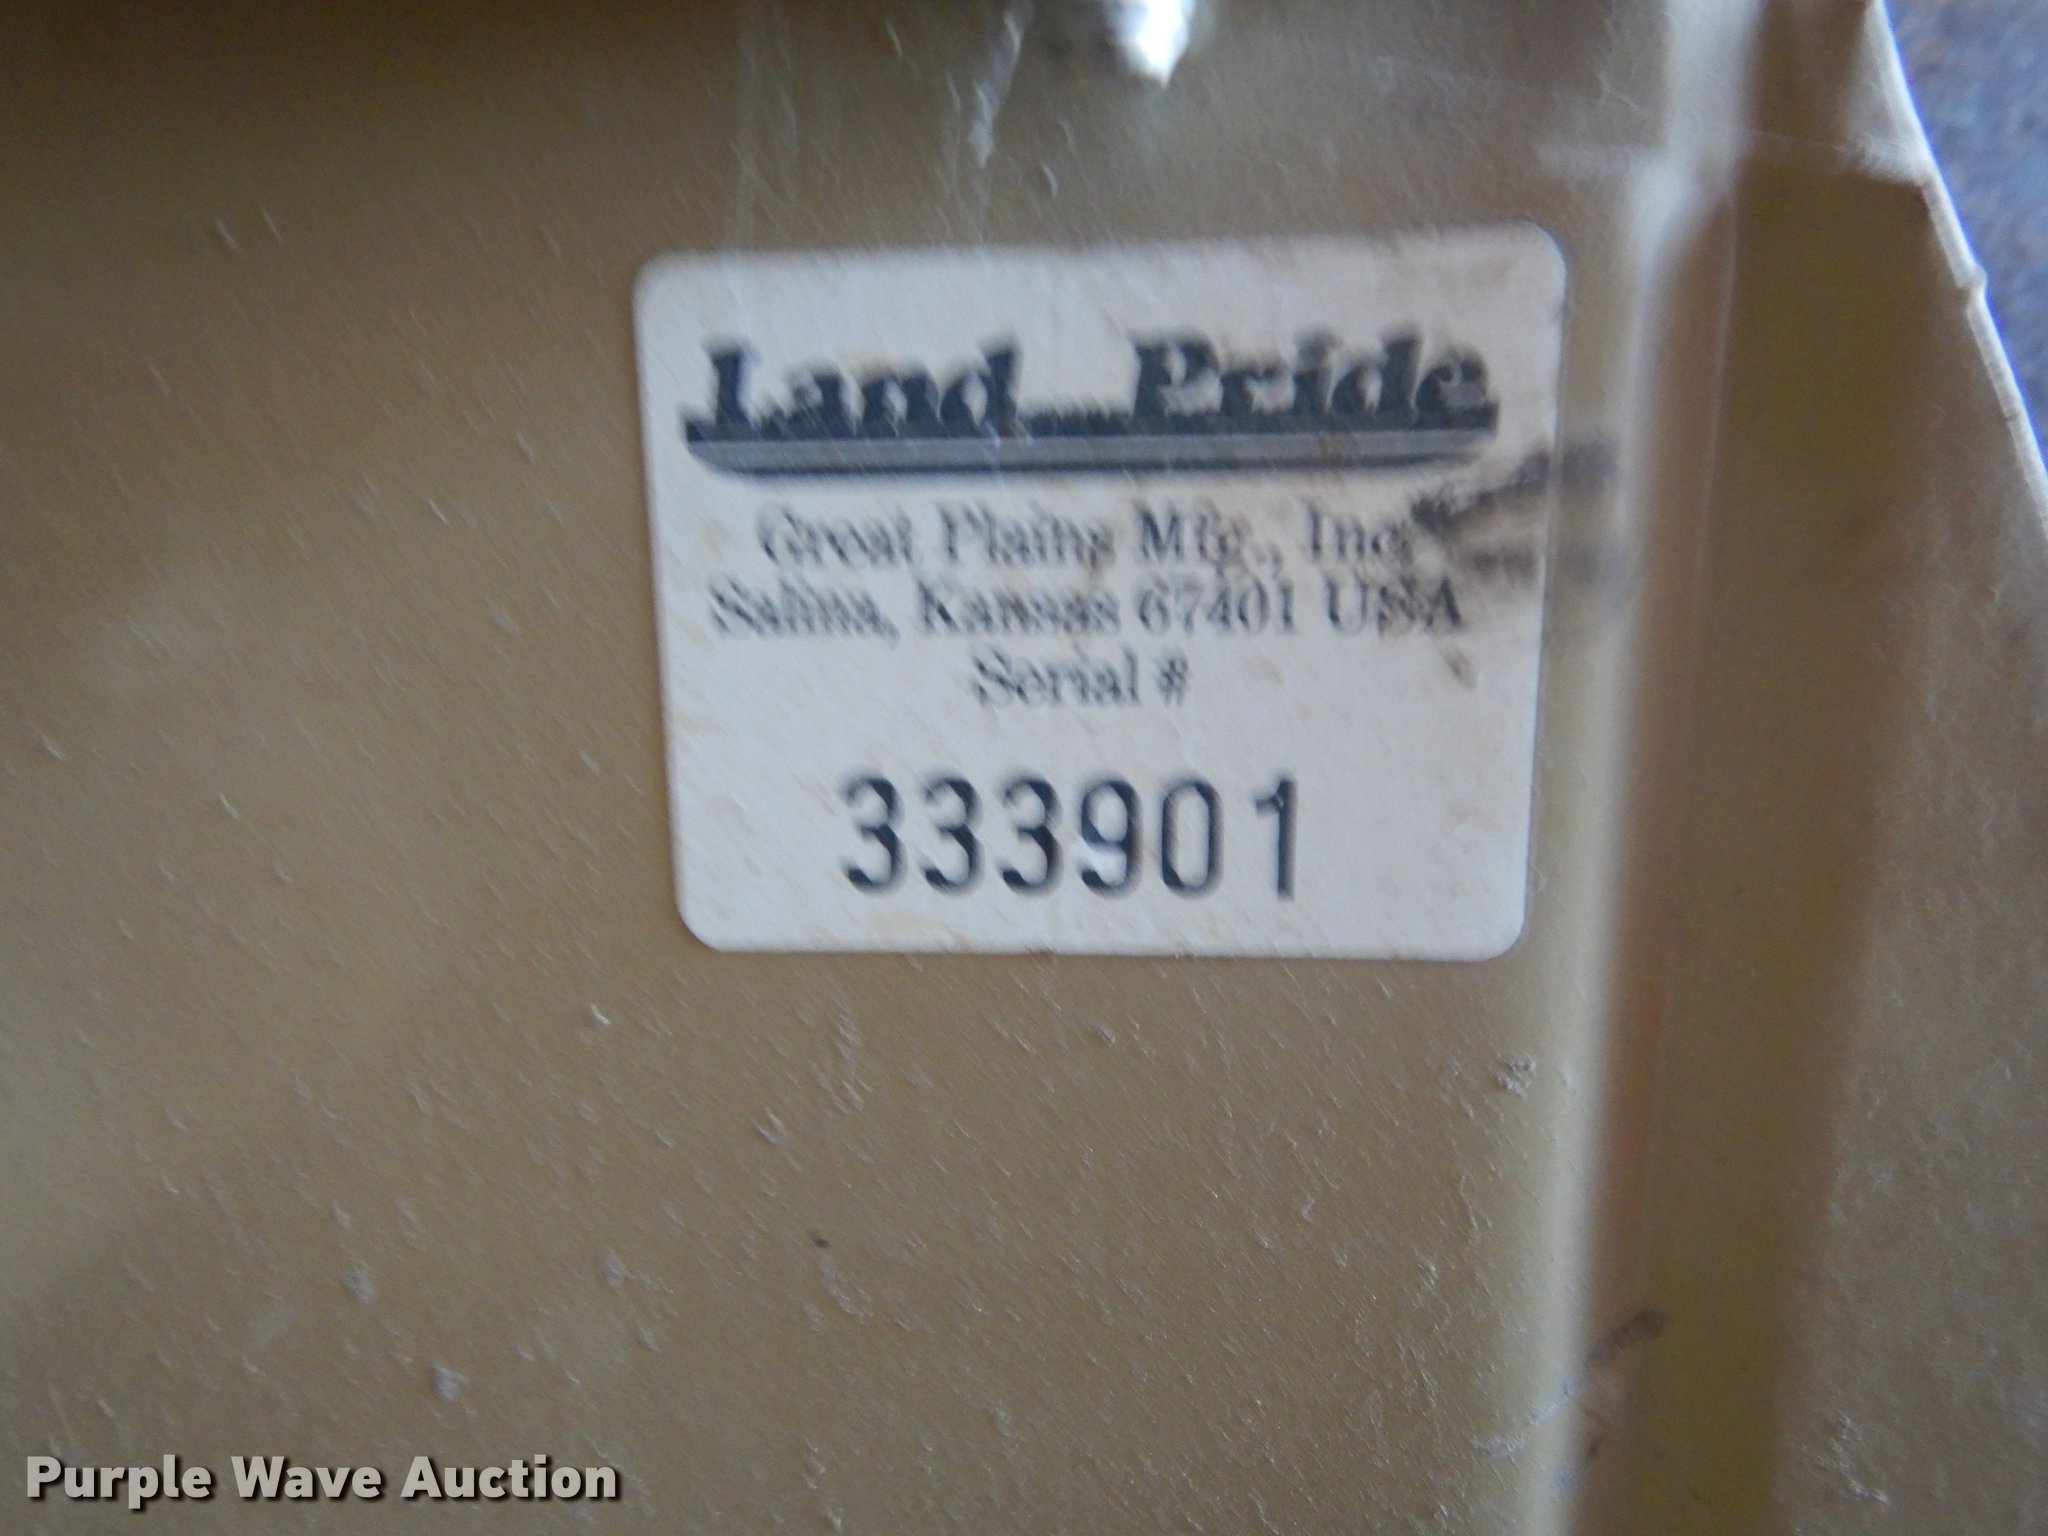 Land Pride
Great Plains Mfg., Inc.
Salina, Kansas 67401 USA
Serial #
333901
Purple Wave Auction